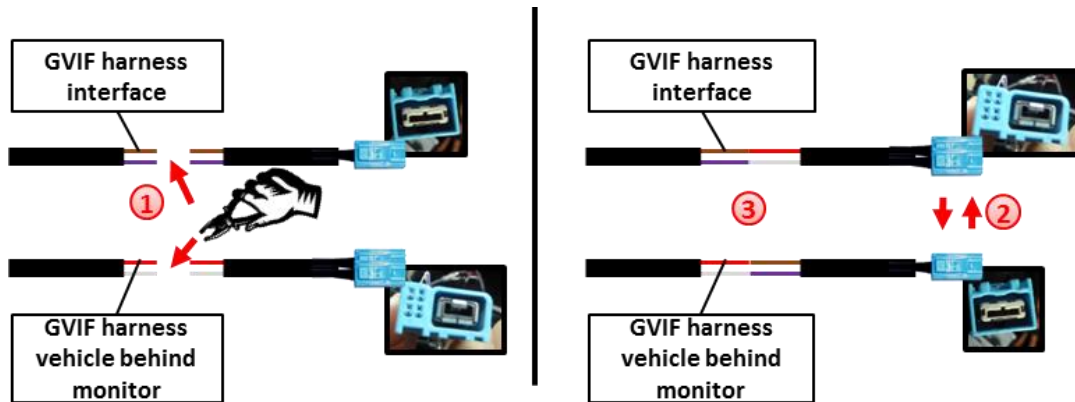 GVIF harness
interface
1
GVIF harness
vehicle behind
monitor
GVIF harness
interface
2
3
GVIF harness
vehicle behind
monitor